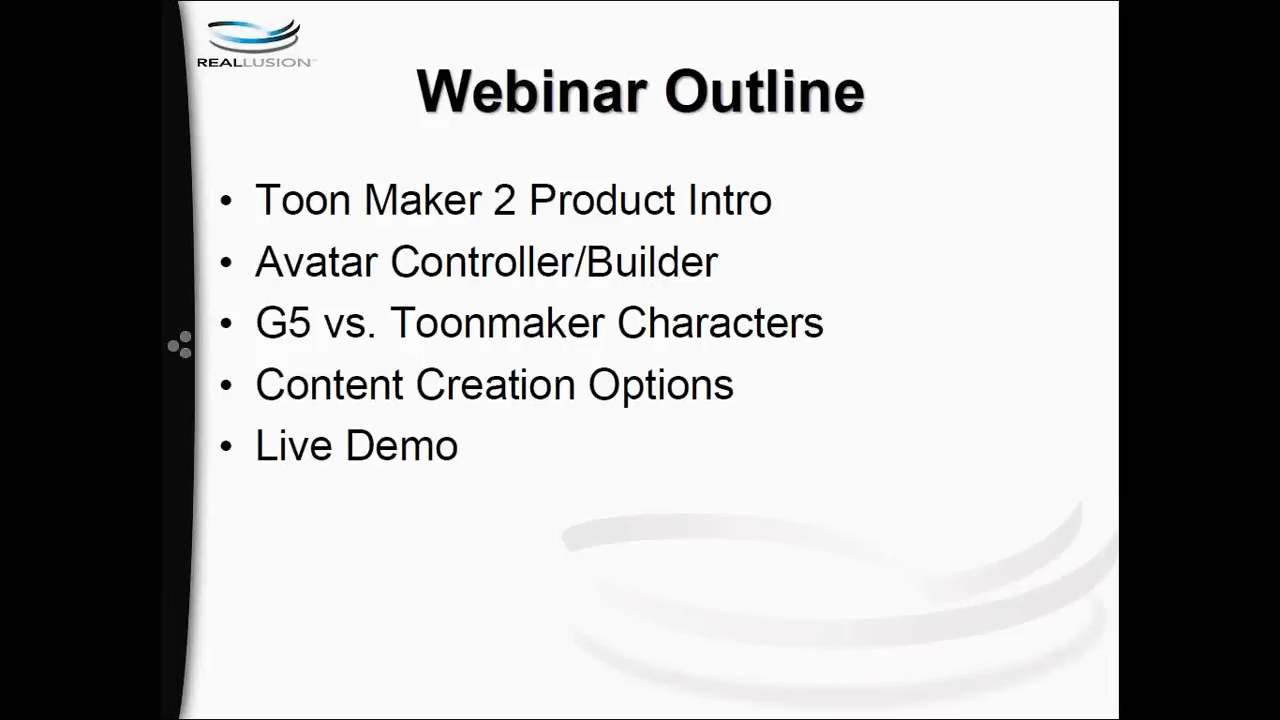 REALLUSION™
Webinar Outline
• Toon Maker 2 Product Intro
• Avatar Controller/Builder
• G5 vs. Toonmaker Characters
• Content Creation Options
• Live Demo